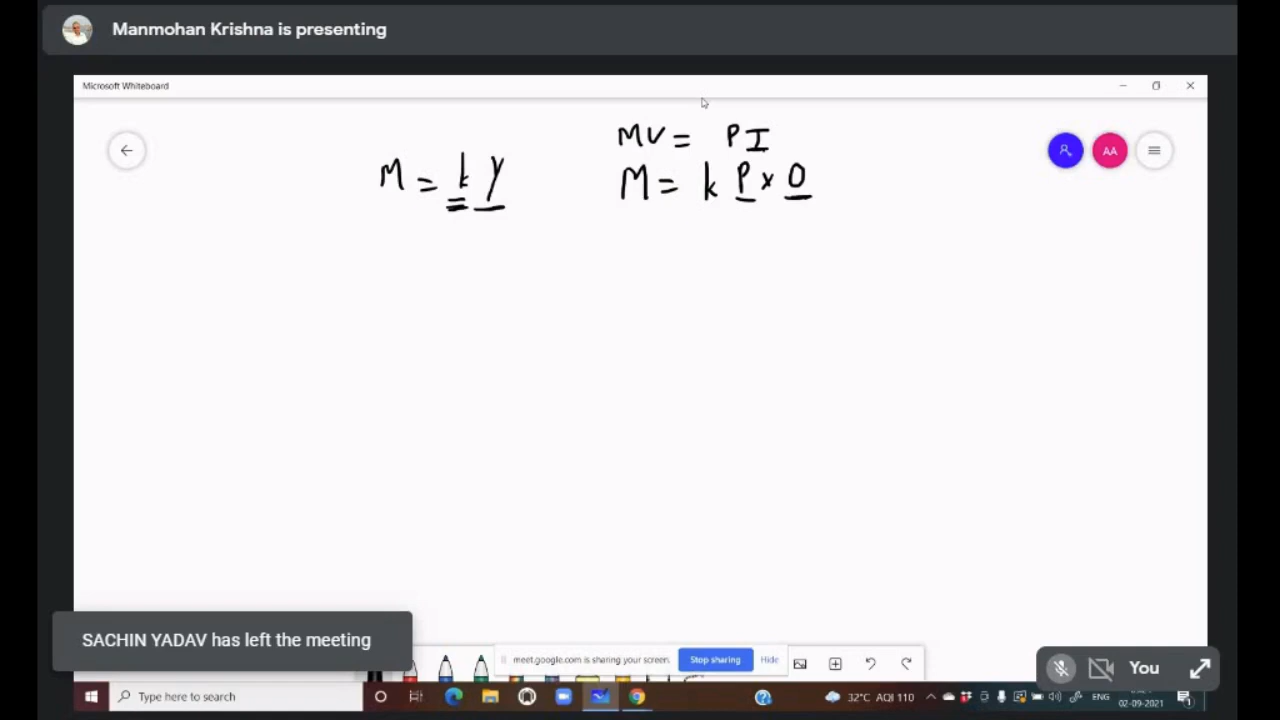 Manmohan Krishna is presenting
Microsoft Whiteboard
MV = PI
M = k y
M = k P × O
AA
SACHIN YADAV has left the meeting
meet.google.com is sharing your screen.
Stop sharing
Hide
You
Type here to search
32°C AQI 110
ENG
02-09-2021